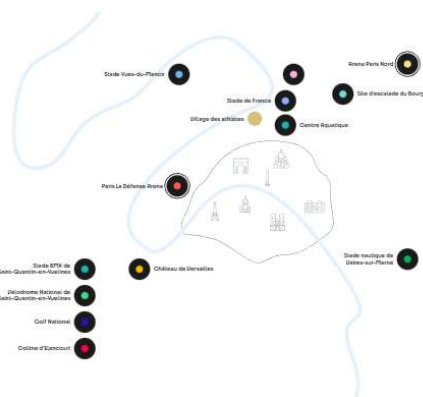 Arena Paris Nord
Stade Yves-du-Manoir
Site d'escalade du Bourg
Stade de France
Village des athlètes
Centre Aquatique
Paris La Défense Arena
Stade nautique de
Vaires-sur-Marne
Stade BMX de
Saint-Quentin-en-Yvelines
Château de Versailles
Vélodrome National de
Saint-Quentin-en-Yvelines
Golf National
Colline d'Elancourt